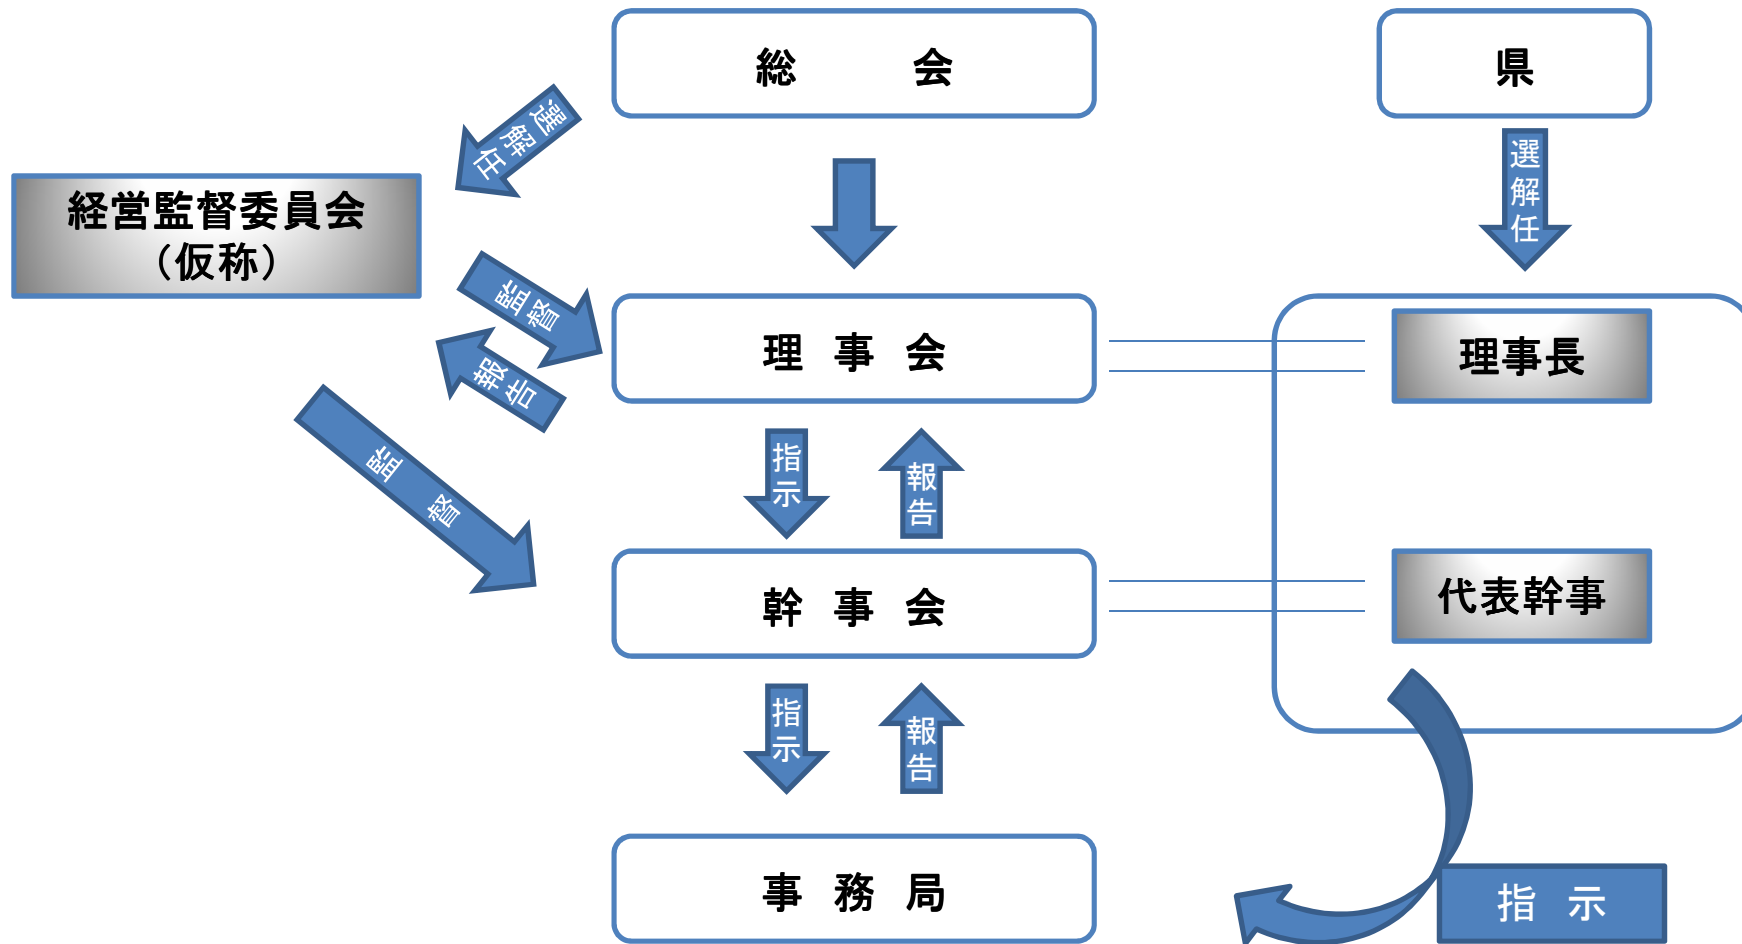 総　会
県
選解任
選解任
経営監督委員会
（仮称）
監督
理事会
理事長
報告
監督
指示
報告
幹事会
代表幹事
指示
報告
事務局
指示